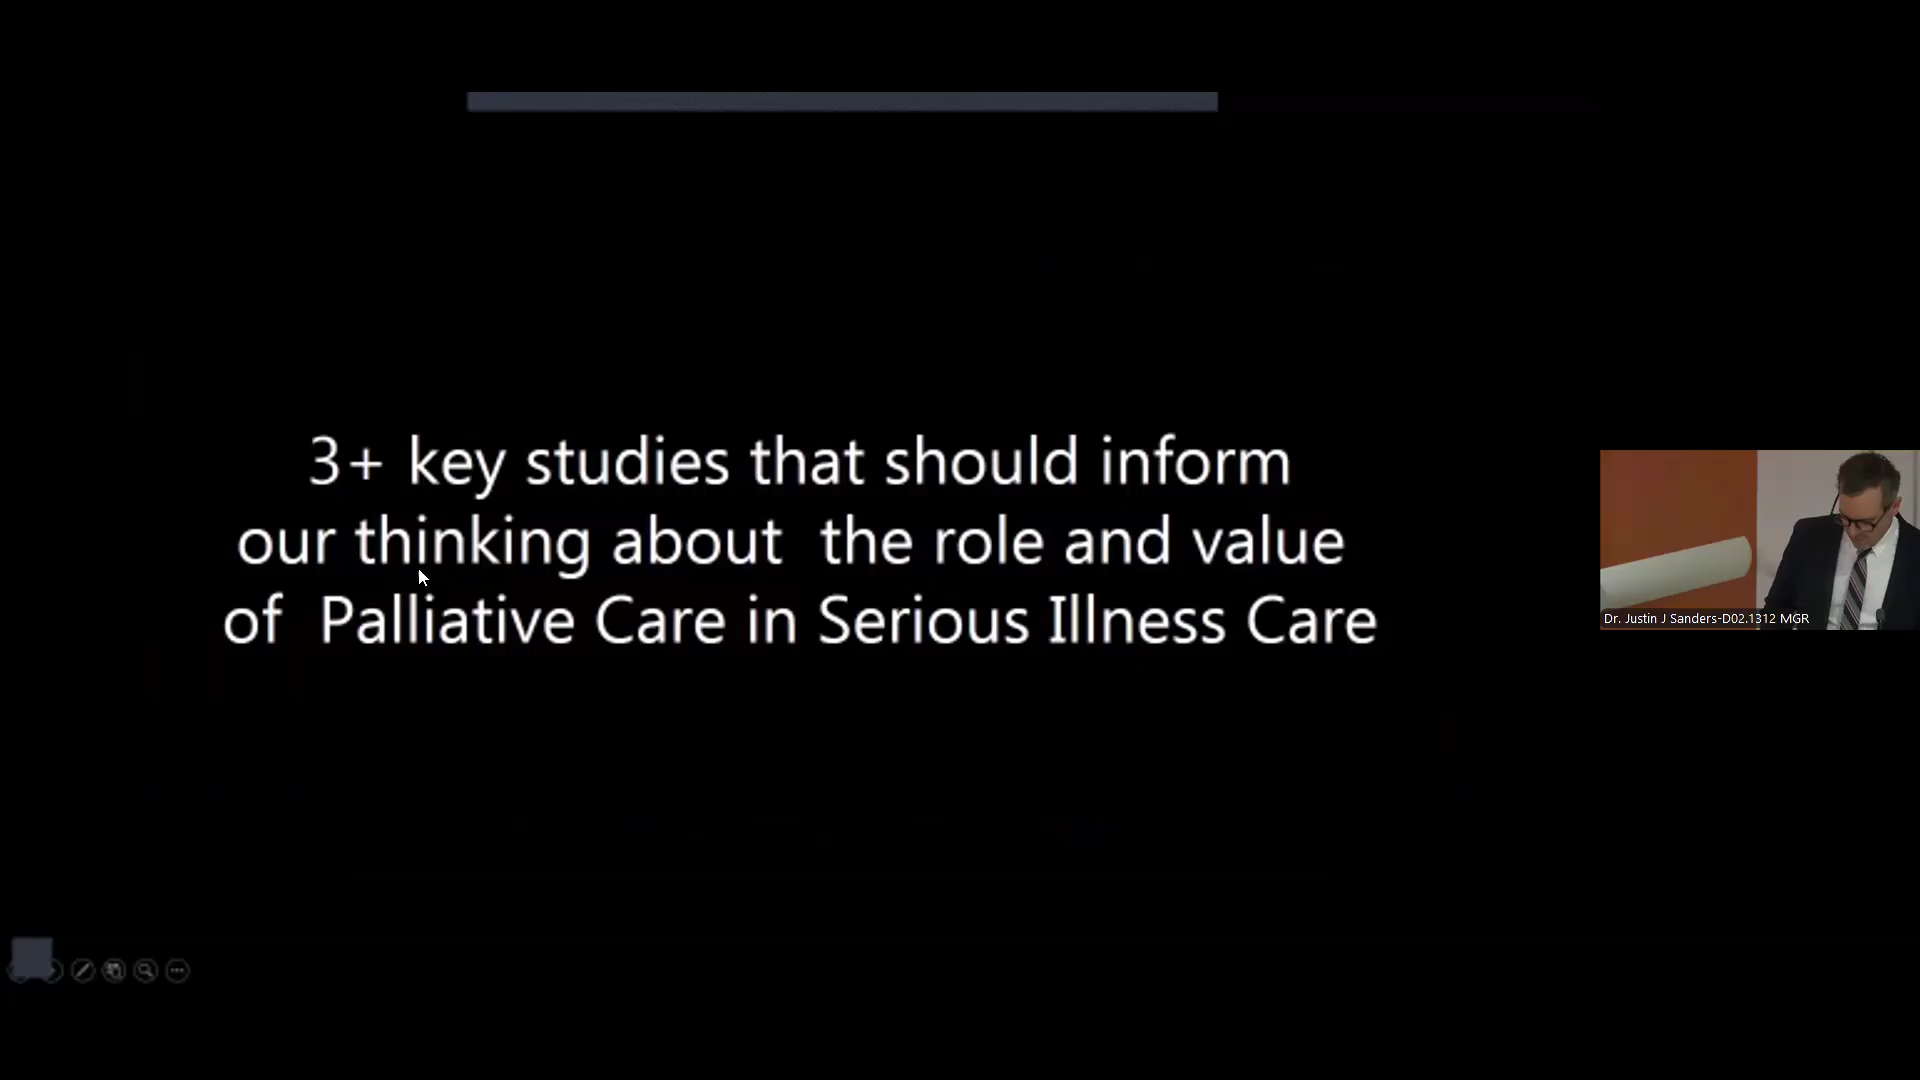 3+ key studies that should inform
our thinking about the role and value
of Palliative Care in Serious Illness Care
Dr. Justin J Sanders-D02.1312 MGR